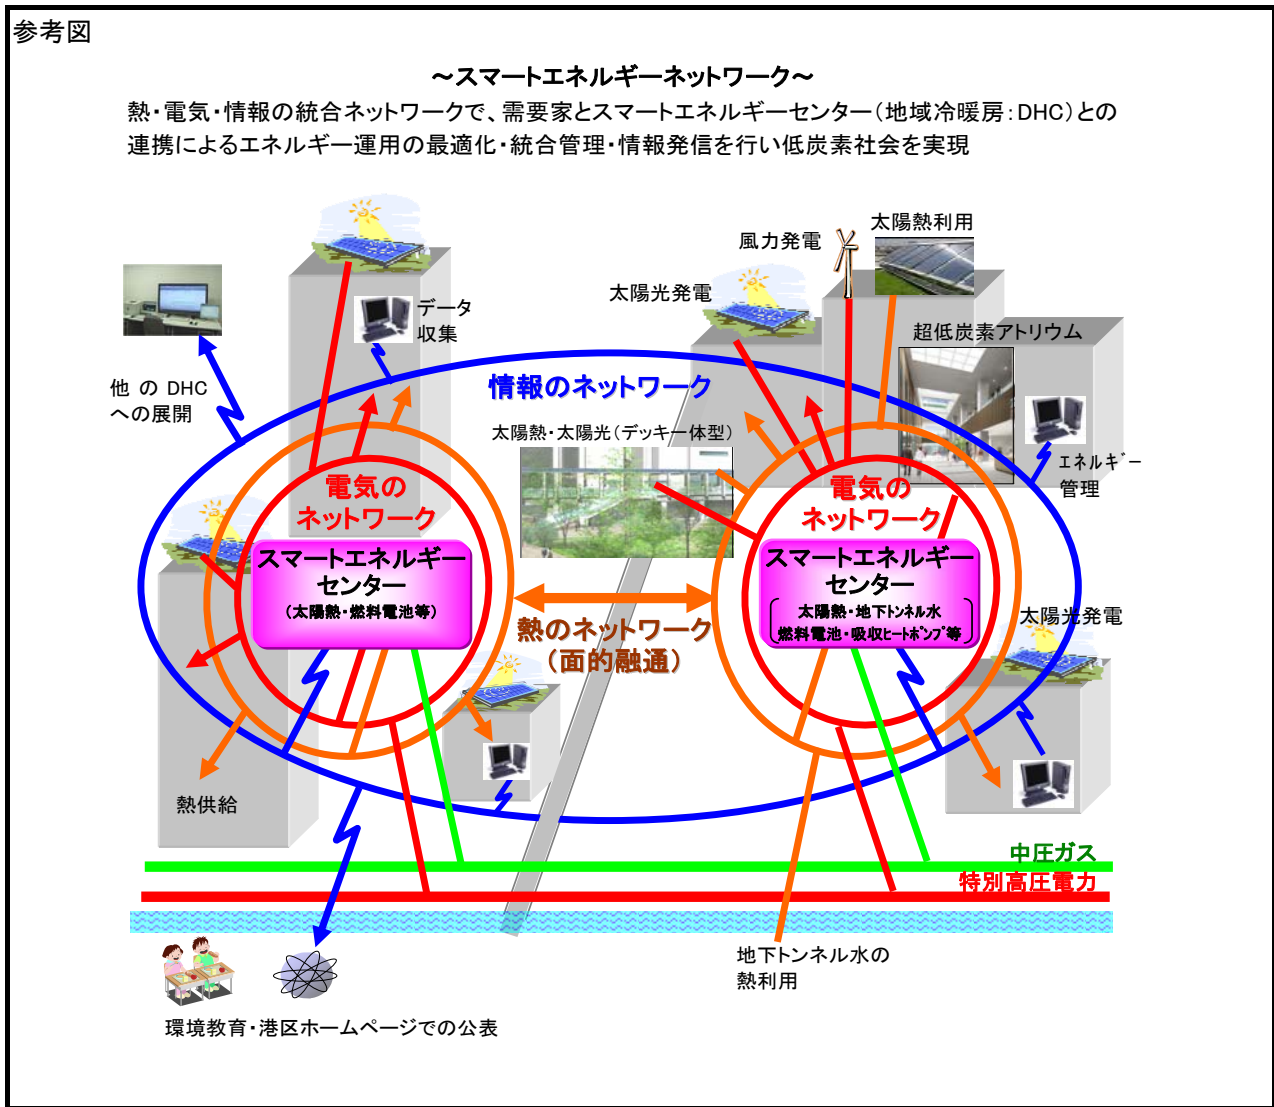 参考図
～スマートエネルギーネットワーク～
熱・電気・情報の統合ネットワークで、需要家とスマートエネルギーセンター（地域冷暖房：DHC）との
連携によるエネルギー運用の最適化・統合管理・情報発信を行い低炭素社会を実現
太陽熱利用
風力発電
太陽光発電
データ
収集
超低炭素アトリウム
他 の DHC
への展開
情報のネットワーク
太陽熱・太陽光（デッキ一体型）
エネルギー
管理
電気の
ネットワーク
電気の
ネットワーク
スマートエネルギー
センター
（太陽熱・燃料電池等）
スマートエネルギー
センター
太陽熱・地下トンネル水
燃料電池・吸収ヒートポンプ等
熱のネットワーク
（面的融通）
太陽光発電
熱供給
中圧ガス
特別高圧電力
地下トンネル水の
熱利用
環境教育・港区ホームページでの公表